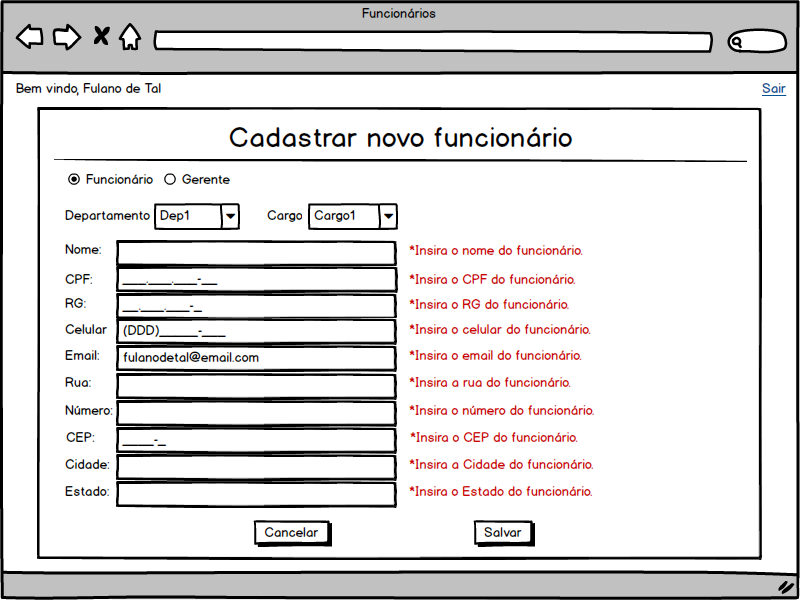 Funcionários
Bem vindo, Fulano de Tal
Sair
Cadastrar novo funcionário
Funcionário Gerente
Departamento Dep1 Cargo Cargo1
Nome: *Insira o nome do funcionário.
CPF: ___.___.___-__ *Insira o CPF do funcionário.
RG: __.___.___-_ *Insira o RG do funcionário.
Celular (DDD)_____-___ *Insira o celular do funcionário.
Email: fulanodetal@email.com *Insira o email do funcionário.
Rua: *Insira a rua do funcionário.
Número: *Insira o número do funcionário.
CEP: ____-_ *Insira o CEP do funcionário.
Cidade: *Insira a Cidade do funcionário.
Estado: *Insira o Estado do funcionário.
Cancelar Salvar